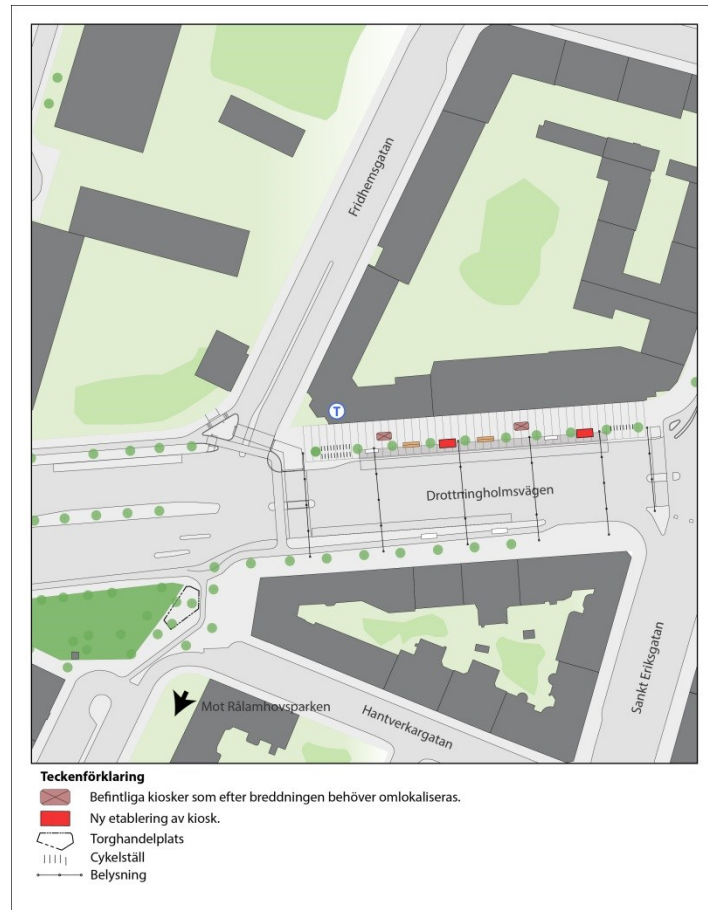 Fridhemsgatan
T
Drottningholmsvägen
Sankt Eriksgatan
Mot Rålamhovsparken
Hantverkargatan
Teckenförklaring
Befintliga kiosker som efter breddningen behöver omlokaliseras.
Ny etablering av kiosk.
Torghandelplats
Cykelställ
Belysning